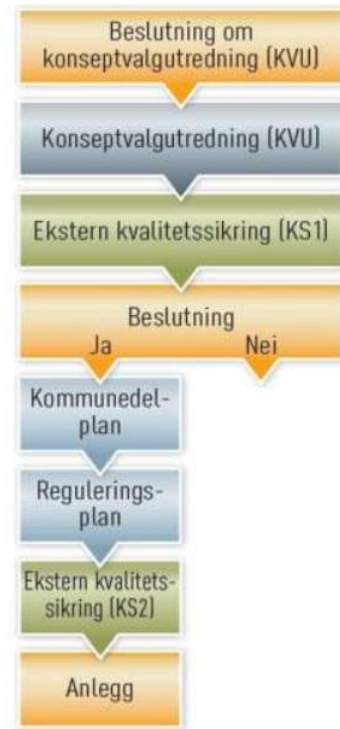 Beslutning om
konseptvalgutredning (KVU)
Konseptvalgutredning (KVU)
Ekstern kvalitetssikring (KS1)
Beslutning
Ja Nei
Kommunedel-
plan
Regulerings-
plan
Ekstern kvalitets-
sikring (KS2)
Anlegg